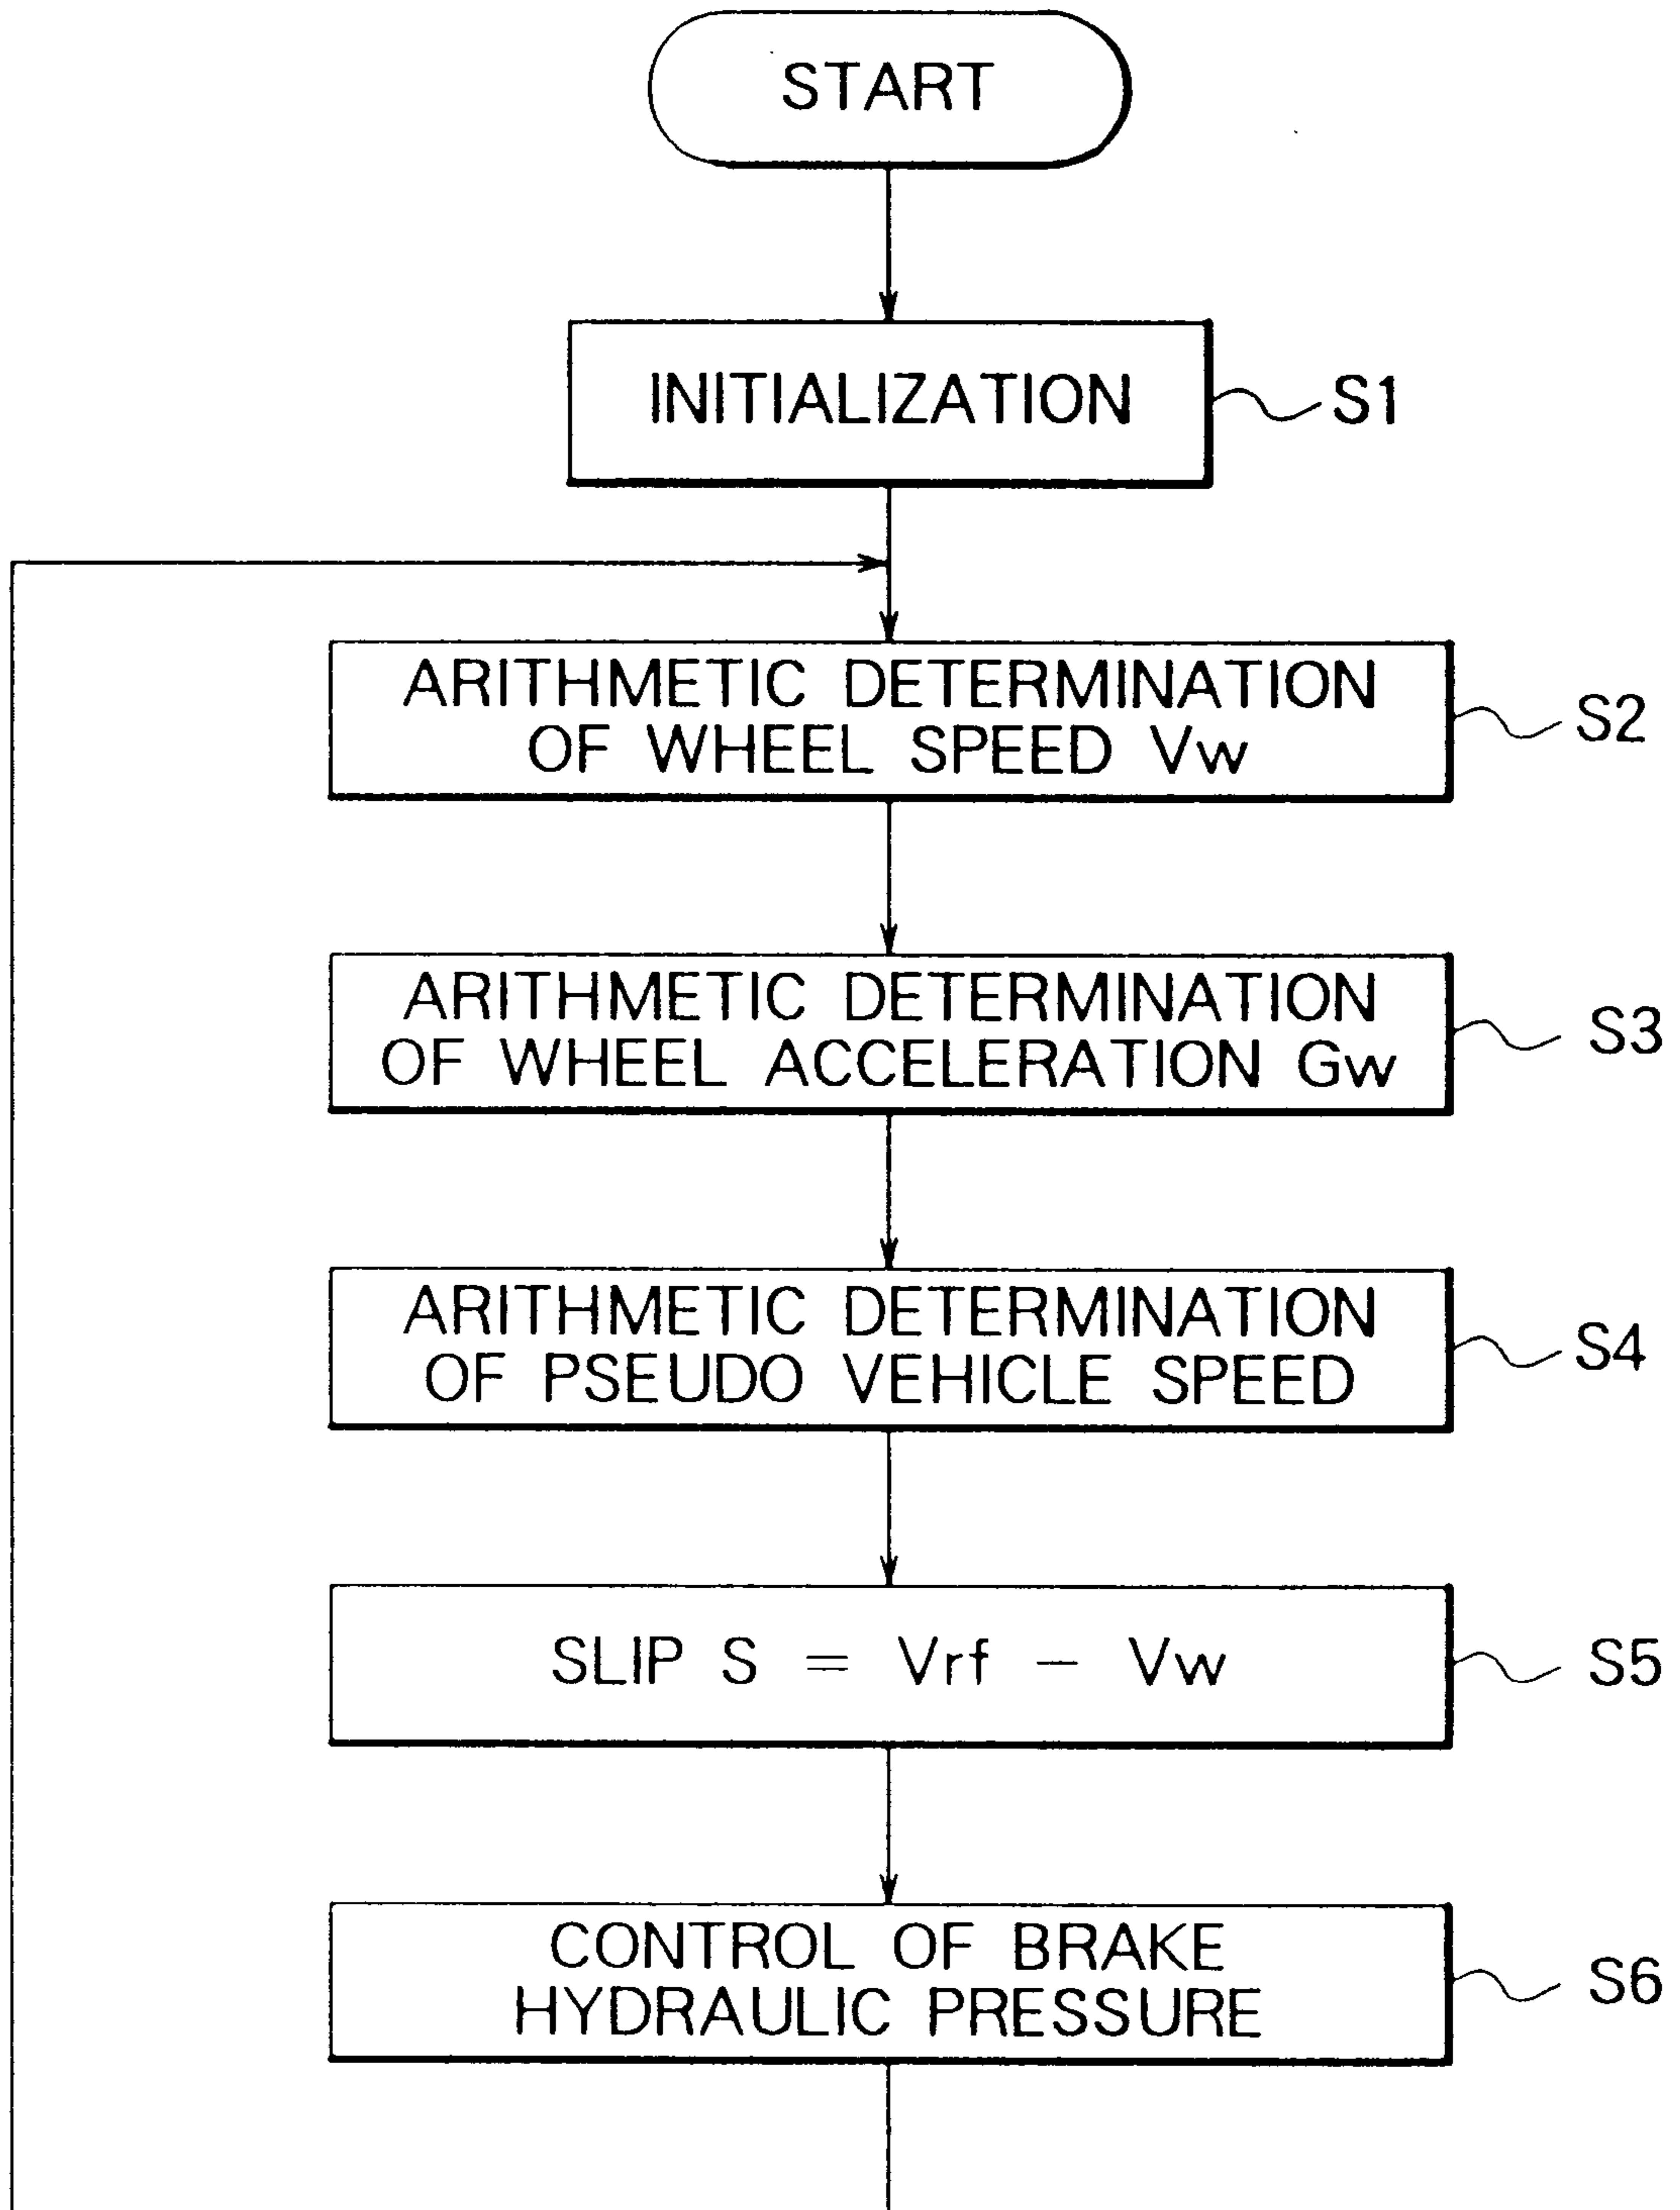 START
INITIALIZATION
S1
ARITHMETIC DETERMINATION
OF WHEEL SPEED Vw
S2
ARITHMETIC DETERMINATION
OF WHEEL ACCELERATION Gw
S3
ARITHMETIC DETERMINATION
OF PSEUDO VEHICLE SPEED
S4
SLIP S = Vrf - Vw
S5
CONTROL OF BRAKE
HYDRAULIC PRESSURE
S6